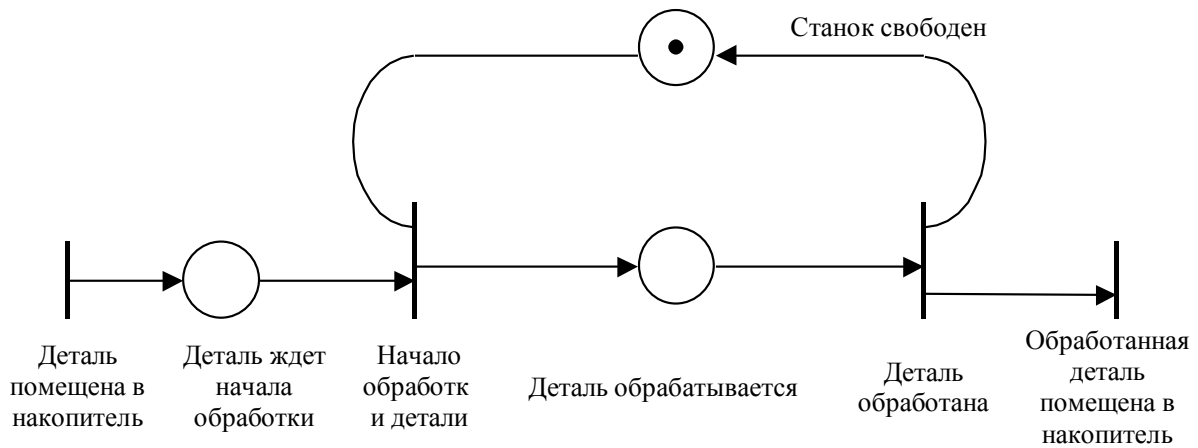 Станок свободен
Деталь
помещена в
накопитель
Деталь ждет
начала
обработки
Начало
обработк
и детали
Деталь обрабатывается
Деталь
обработана
Обработанная
деталь
помещена в
накопитель